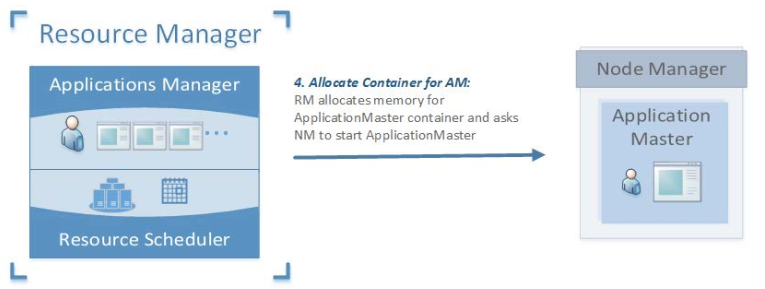 Resource Manager
Applications Manager
Resource Scheduler
4. Allocate Container for AM:
RM allocates memory for
ApplicationMaster container and asks
NM to start ApplicationMaster
Node Manager
Application
Master